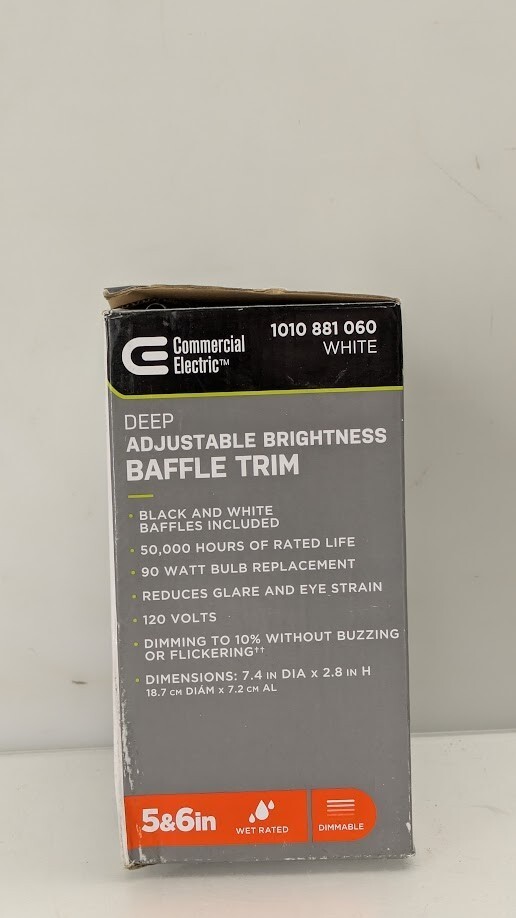 Commercial
Electric™
1010 881 060
WHITE
DEEP
ADJUSTABLE BRIGHTNESS
BAFFLE TRIM
• BLACK AND WHITE
BAFFLES INCLUDED
• 50,000 HOURS OF RATED LIFE
• 90 WATT BULB REPLACEMENT
• REDUCES GLARE AND EYE STRAIN
• 120 VOLTS
• DIMMING TO 10% WITHOUT BUZZING
OR FLICKERING††
• DIMENSIONS: 7.4 IN DIA x 2.8 IN H
18.7 CM DIÁM x 7.2 CM AL
5&6in
WET RATED
DIMMABLE